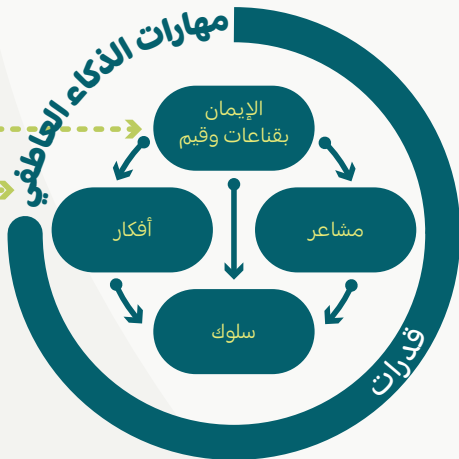 مهارات الذكاء العاطفي
الإيمان
بقناعات وقيم
مشاعر
أفكار
سلوك
قدرات